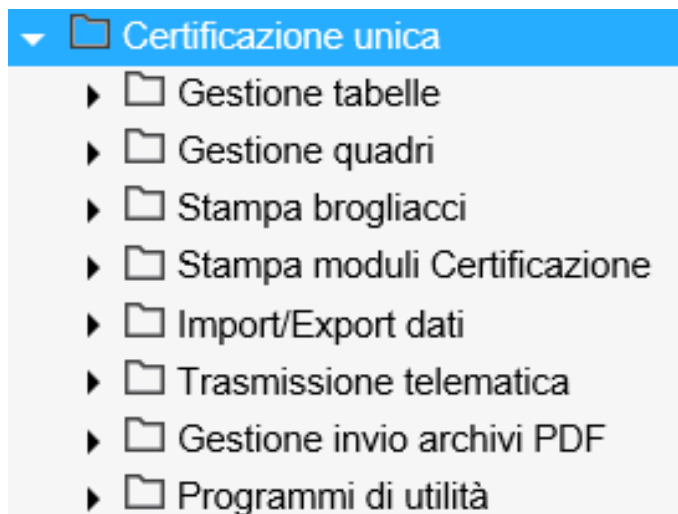 Certificazione unica
Gestione tabelle
Gestione quadri
Stampa brogliacci
Stampa moduli Certificazione
Import/Export dati
Trasmissione telematica
Gestione invio archivi PDF
Programmi di utilità